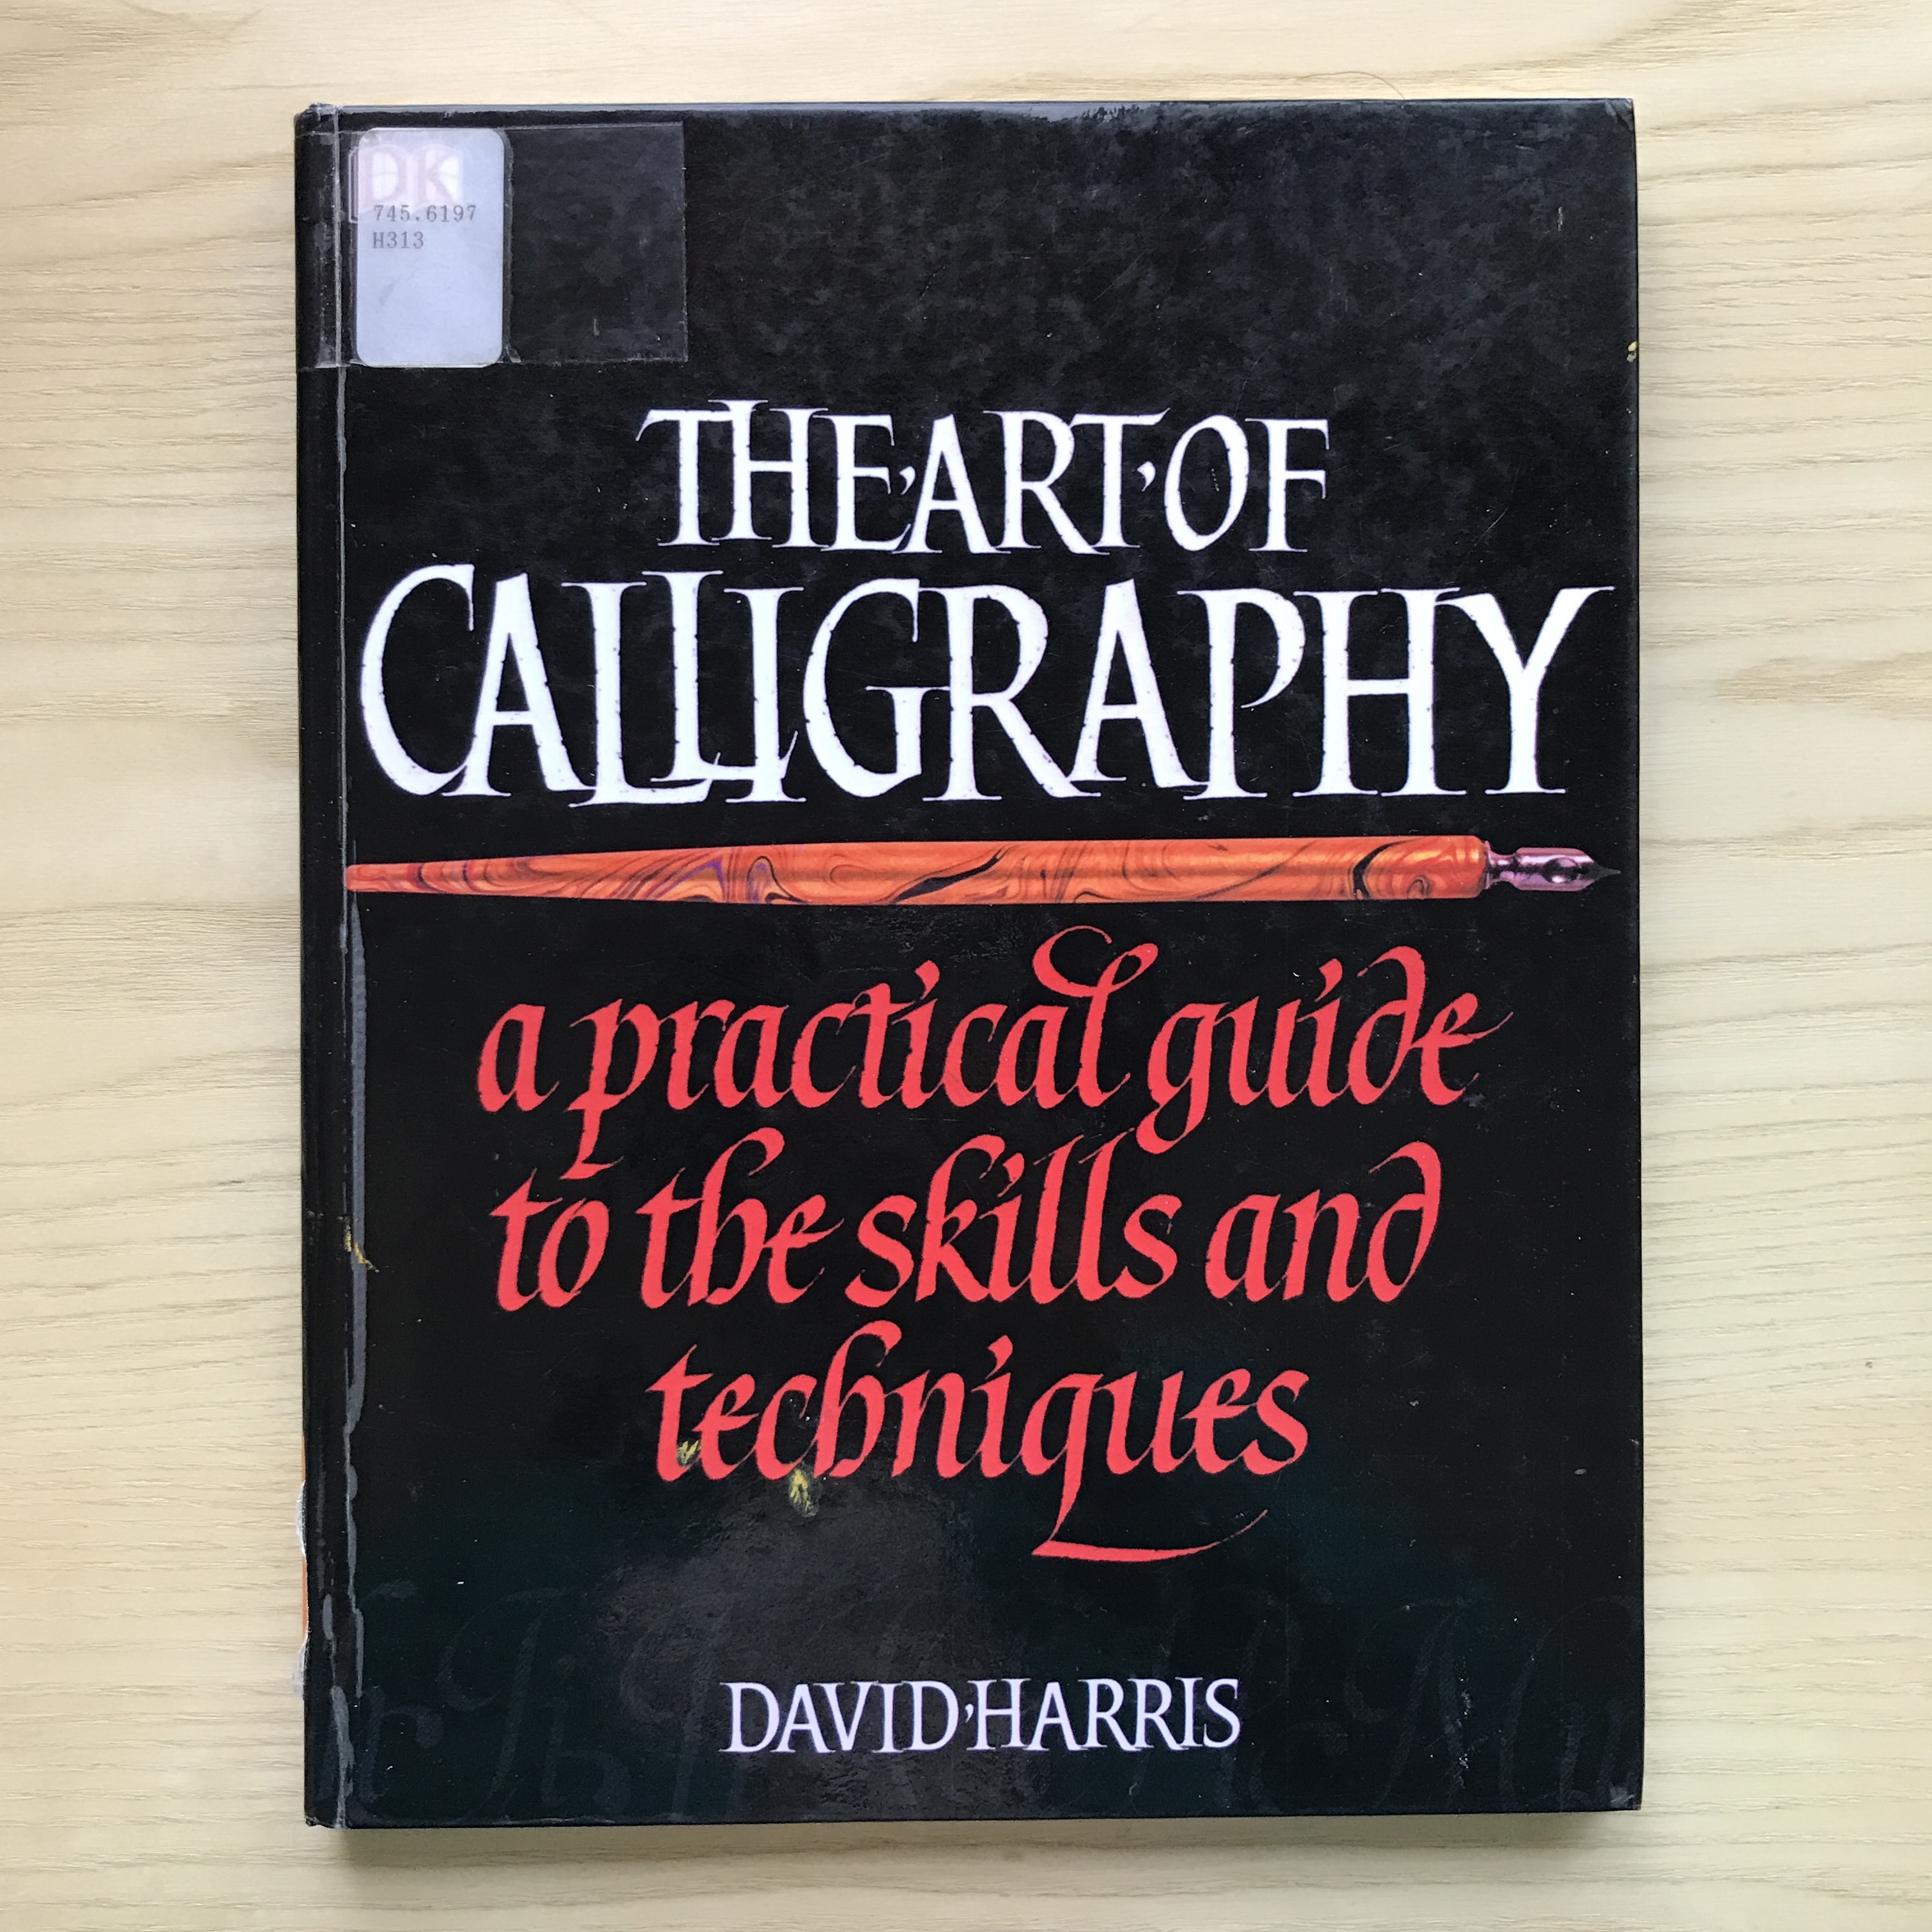 DK
745.6197
H313
THE ART OF
CALLIGRAPHY
a practical guide
to the skills and
techniques
DAVID HARRIS